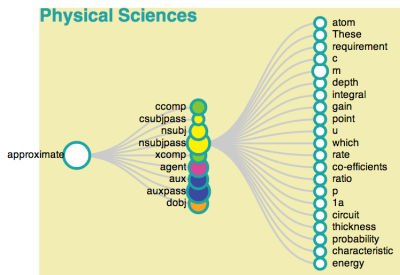 Physical Sciences
approximate
ccomp
csubjpass
nsubj
nsubjpass
xcomp
agent
aux
auxpass
dobj
atom
These
requirement
c
m
depth
integral
gain
point
u
which
rate
co-efficients
ratio
p
1a
circuit
thickness
probability
characteristic
energy